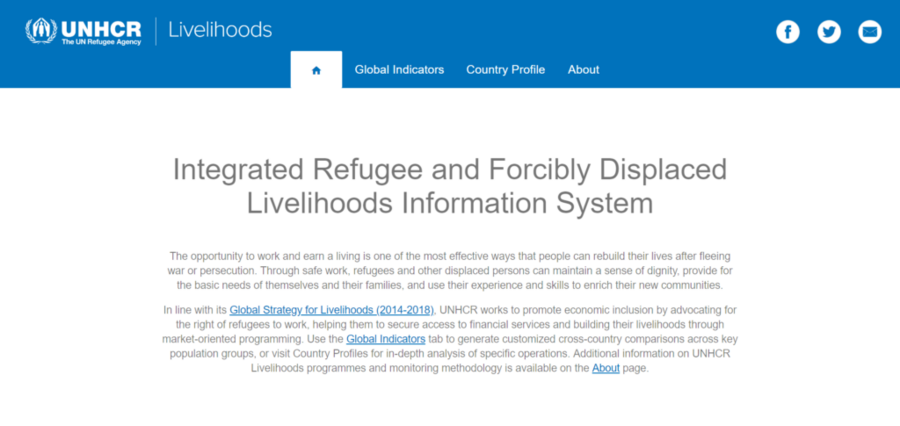 UNHCR
The UN Refugee Agency
Livelihoods
Global Indicators Country Profile About
Integrated Refugee and Forcibly Displaced
Livelihoods Information System
The opportunity to work and earn a living is one of the most effective ways that people can rebuild their lives after fleeing
war or persecution. Through safe work, refugees and other displaced persons can maintain a sense of dignity, provide for
the basic needs of themselves and their families, and use their experience and skills to enrich their new communities.
In line with its Global Strategy for Livelihoods (2014-2018), UNHCR works to promote economic inclusion by advocating for
the right of refugees to work, helping them to secure access to financial services and building their livelihoods through
market-oriented programming. Use the Global Indicators tab to generate customized cross-country comparisons across key
population groups, or visit Country Profiles for in-depth analysis of specific operations. Additional information on UNHCR
Livelihoods programmes and monitoring methodology is available on the About page.